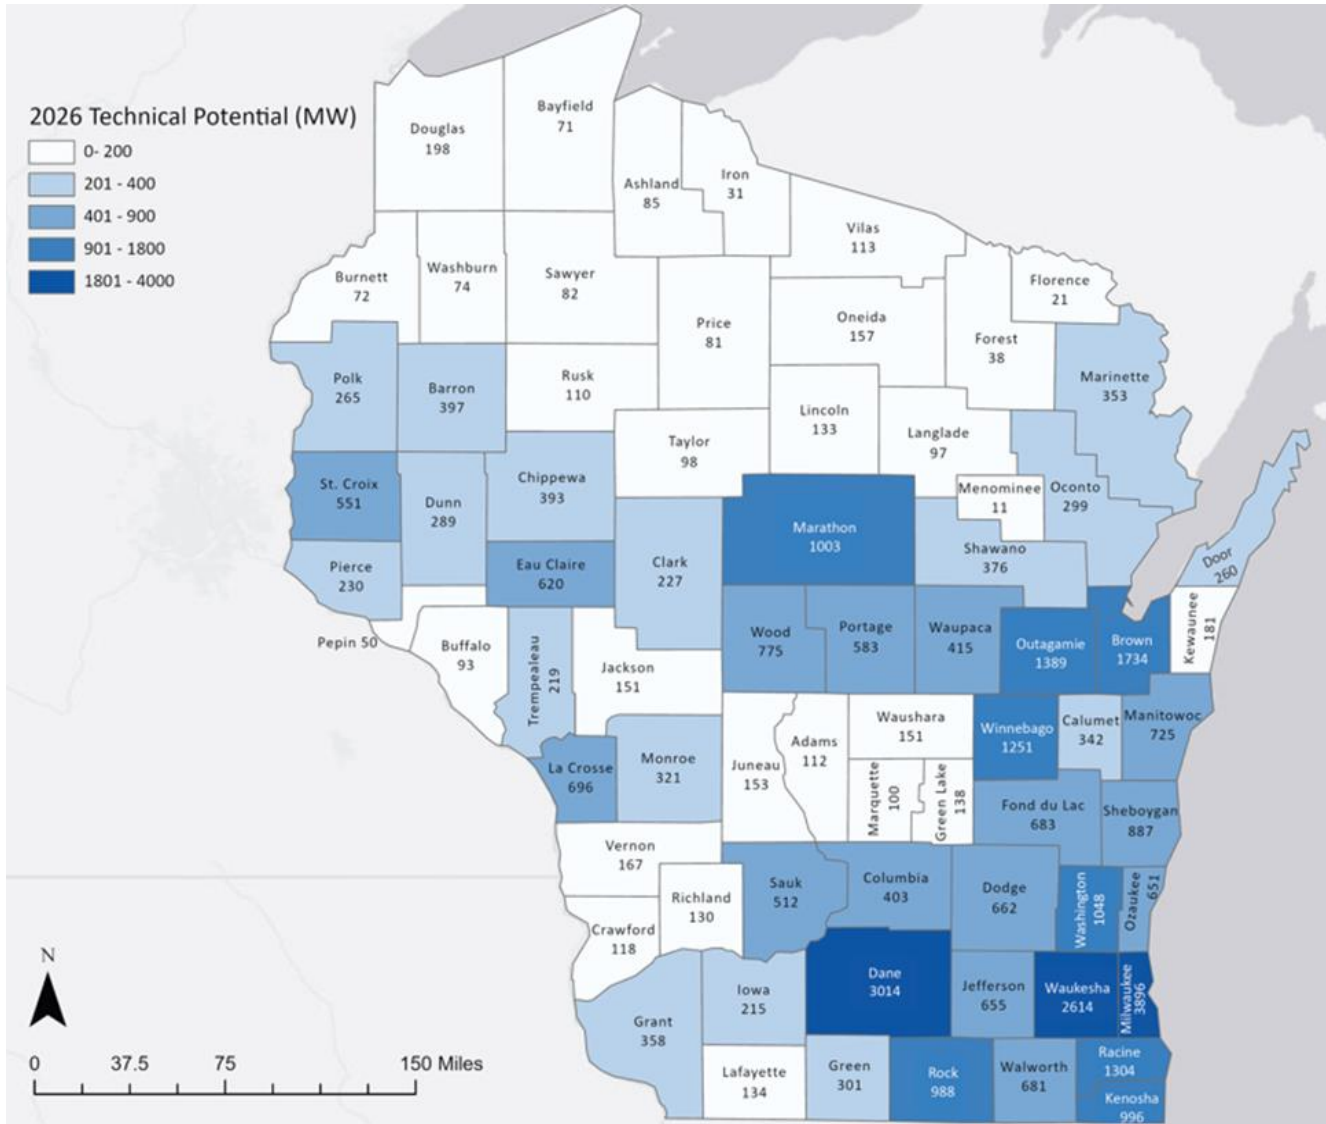 2026 Technical Potential (MW)
0- 200
201 - 400
401 - 900
901 - 1800
1801 - 4000
Douglas
198
Bayfield
71
Ashland
85
Iron
31
Vilas
113
Burnett
72
Washburn
74
Sawyer
82
Price
81
Oneida
157
Forest
38
Florence
21
Marinette
353
Polk
265
Barron
397
Rusk
110
Taylor
98
Lincoln
133
Langlade
97
Menominee
11
Oconto
299
St. Croix
551
Dunn
289
Chippewa
393
Marathon
1003
Shawano
376
Door
260
Pierce
230
Eau Claire
620
Clark
227
Pepin 50
Buffalo
93
Trempealeau
219
Jackson
151
Wood
775
Portage
583
Waupaca
415
Outagamie
1389
Brown
1734
Kewaunee
181
La Crosse
696
Monroe
321
Juneau
153
Adams
112
Waushara
151
Winnebago
1251
Calumet
342
Manitowoc
725
Marquette
100
Green Lake
138
Fond du Lac
683
Sheboygan
887
Vernon
167
Richland
130
Sauk
512
Columbia
403
Dodge
662
Washington
1048
Ozaukee
651
Crawford
118
Grant
358
Iowa
215
Dane
3014
Jefferson
655
Waukesha
2614
Milwaukee
3896
Lafayette
134
Green
301
Rock
988
Walworth
681
Racine
1304
Kenosha
996
N
0 37.5 75 150 Miles